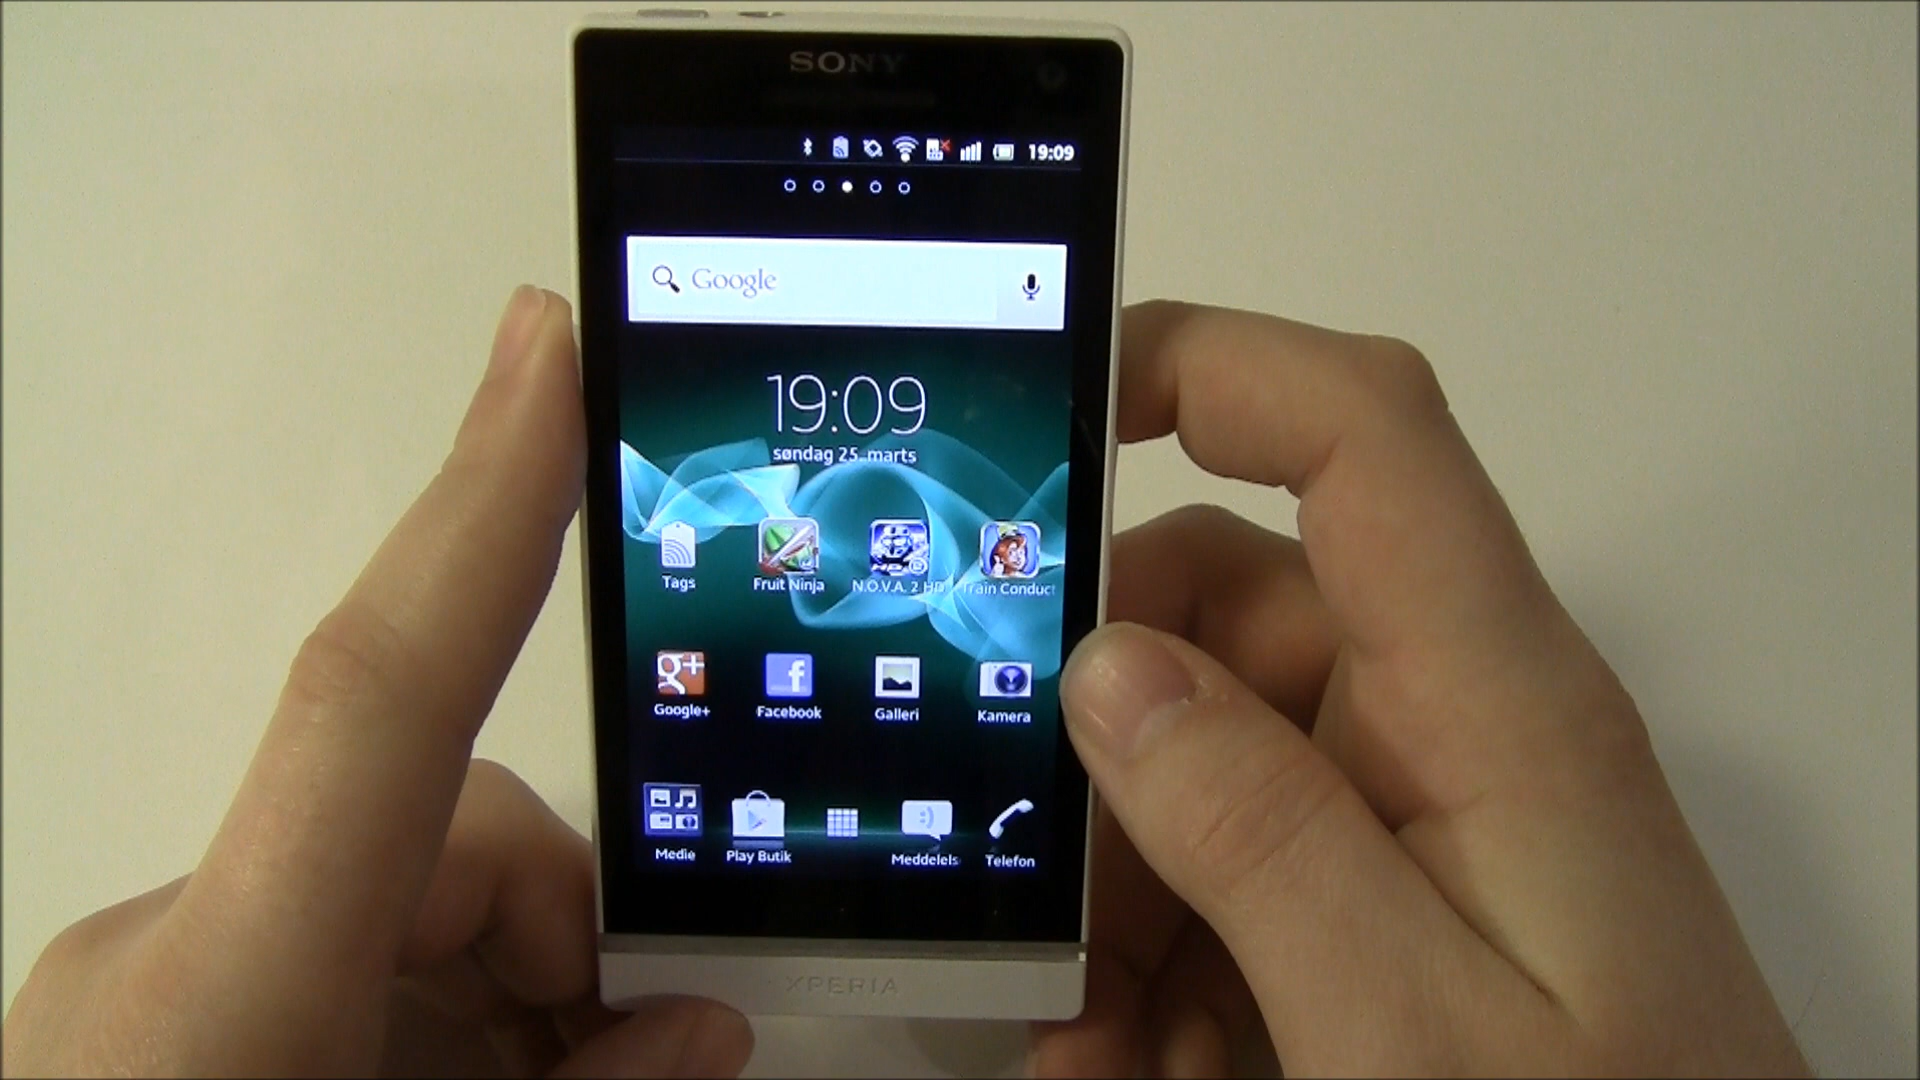 SONY
19:09
Google
19:09
søndag 25. marts
Tags
Fruit Ninja
N.O.V.A. 2 HD
Train Conduct
g+
f
Google+
Facebook
Galleri
Kamera
Medie
Play Butik
Meddelels
Telefon
XPERIA